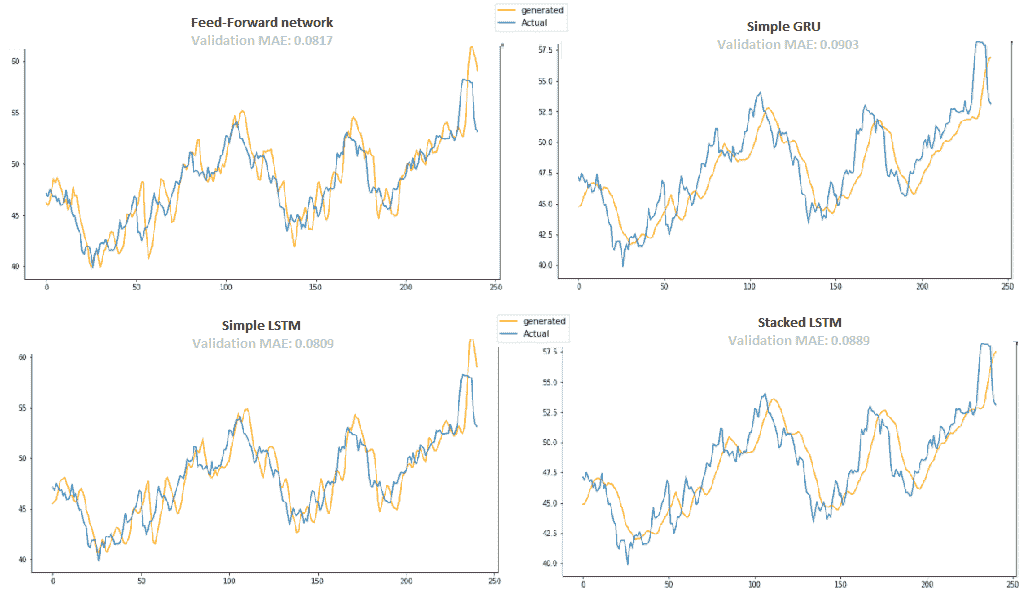 Feed-Forward network
Validation MAE: 0.0817
generated
Actual
Simple GRU
Validation MAE: 0.0903
60
55
50
45
40
0 50 100 150 200 250
57.5
55.0
52.5
50.0
47.5
45.0
42.5
40.0
0 50 100 150 200 250
Simple LSTM
Validation MAE: 0.0809
generated
Actual
Stacked LSTM
Validation MAE: 0.0889
60
55
50
45
40
0 50 100 150 200 250
57.5
55.0
52.5
50.0
47.5
45.0
42.5
40.0
0 50 100 150 200 250